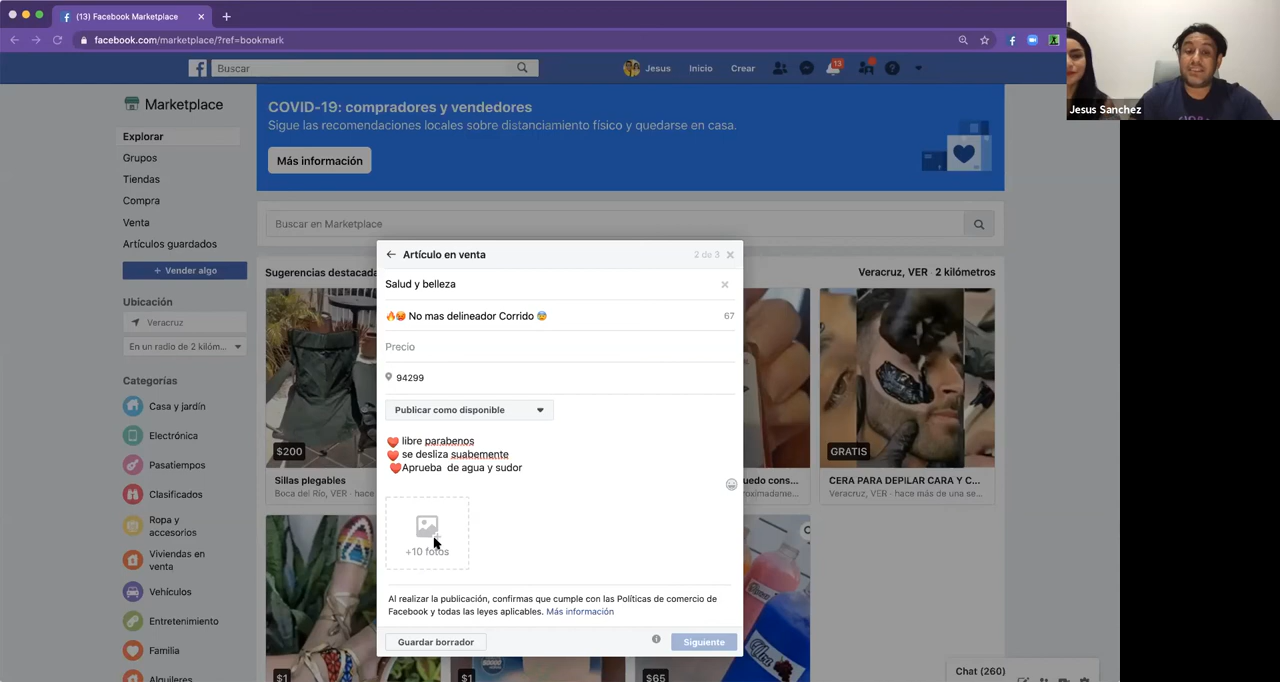 (13) Facebook Marketplace
facebook.com/marketplace/?ref=bookmark
Jesus Sanchez
Buscar
Jesus
Inicio
Crear
13
Marketplace
Explorar
Grupos
Tiendas
Compra
Venta
Artículos guardados
+ Vender algo
Ubicación
Veracruz
En un radio de 2 kilóm...
Categorías
Casa y jardín
Electrónica
Pasatiempos
Clasificados
Ropa y
accesorios
Viviendas en
venta
Vehículos
Entretenimiento
Familia
Alquileres
COVID-19: compradores y vendedores
Sigue las recomendaciones locales sobre distanciamiento físico y quedarse en casa.
Más información
Buscar en Marketplace
Sugerencias destacada
Veracruz, VER
2 kilómetros
Artículo en venta
2 de 3
Salud y belleza
🔥😡 No mas delineador Corrido 😰
67
Precio
94299
Publicar como disponible
❤️ libre parabenos
❤️ se desliza suabemente
❤️Aprueba de agua y sudor
+10 fotos
Al realizar la publicación, confirmas que cumple con las Políticas de comercio de
Facebook y todas las leyes aplicables. Más información
Guardar borrador
Siguiente
$200
Sillas plegables
Boca del Río, VER · hace
GRATIS
CERA PARA DEPILAR CARA Y C...
Veracruz, VER · hace más de una se...
uedo cons...
oximadame...
$1
$1
$65
Chat (260)